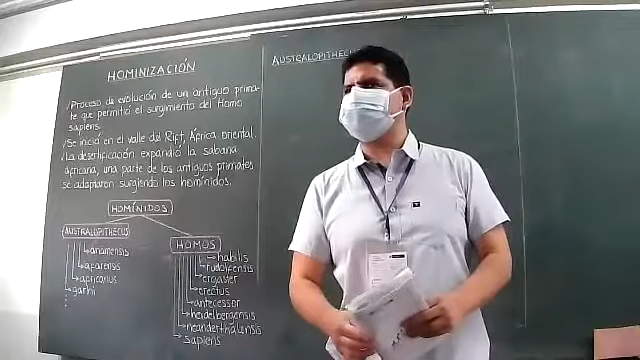 HOMINIZACIÓN
Proceso de evolución de un antiguo prima-
te que permitió el surgimiento del Homo
sapiens.
Se inició en el valle del Rift, África oriental.
La desertificación expandió la sabana
africana, una parte de los antiguos primates
se adaptaron surgiendo los homínidos.
HOMÍNIDOS
AUSTRALOPITHECUS
anamensis
afarensis
africanus
garhi
HOMOS
habilis
rudolfensis
ergaster
erectus
antecessor
heidelbergensis
neanderthalensis
sapiens
AUSTRALOPITHECUS